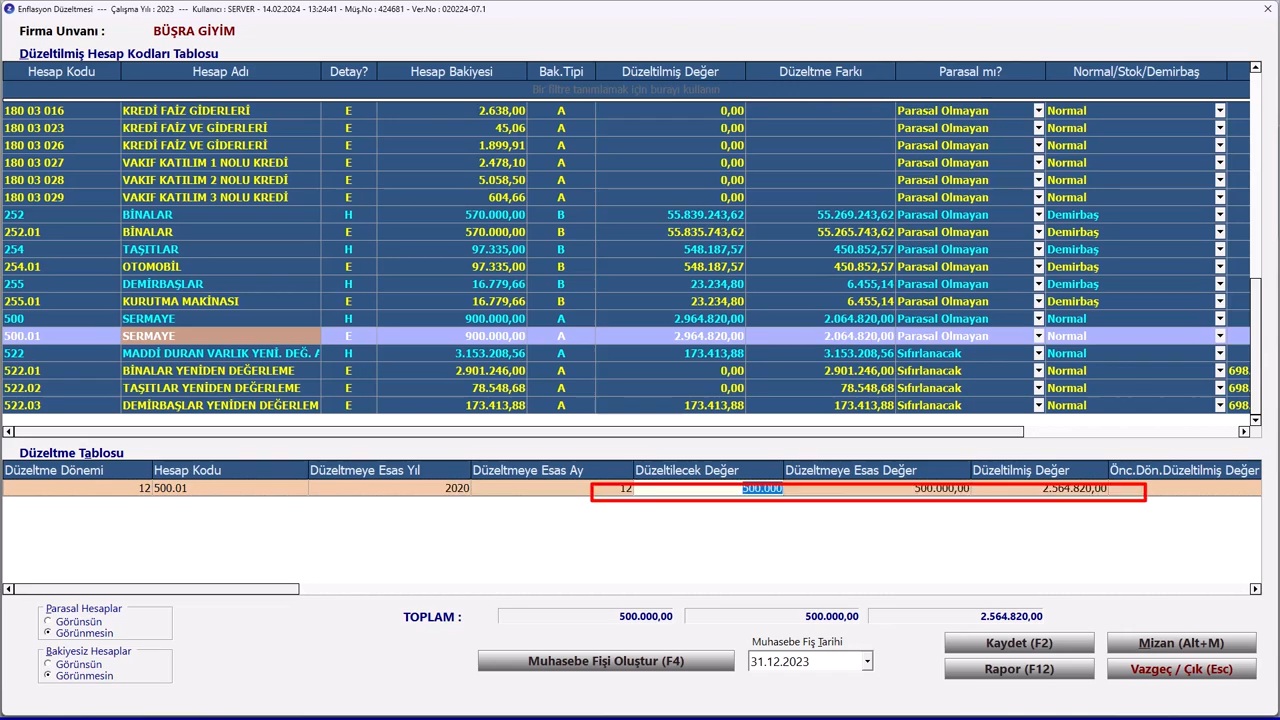 Enflasyon Düzeltmesi --- Çalışma Yılı : 2023 --- Kullanıcı : SERVER - 14.02.2024 - 13:24:41 - Müş.No : 424681 - Ver.No : 020224-07.1
Firma Unvanı : BÜŞRA GİYİM
Düzeltilmiş Hesap Kodları Tablosu
Hesap Kodu Hesap Adı Detay? Hesap Bakiyesi Bak.Tipi Düzeltilmiş Değer Düzeltme Farkı Parasal mı? Normal/Stok/Demirbaş
Bir filtre tanımlamak için burayı kullanın
180 03 016 KREDİ FAİZ GİDERLERİ E 2.638,00 A 0,00 Parasal Olmayan Normal
180 03 023 KREDİ FAİZ VE GİDERLERİ E 45,06 A 0,00 Parasal Olmayan Normal
180 03 026 KREDİ FAİZ VE GİDERLERİ E 1.899,91 A 0,00 Parasal Olmayan Normal
180 03 027 VAKIF KATILIM 1 NOLU KREDİ E 2.478,10 A 0,00 Parasal Olmayan Normal
180 03 028 VAKIF KATILIM 2 NOLU KREDİ E 5.058,50 A 0,00 Parasal Olmayan Normal
180 03 029 VAKIF KATILIM 3 NOLU KREDİ E 604,66 A 0,00 Parasal Olmayan Normal
252 BİNALAR H 570.000,00 B 55.839.243,62 55.269.243,62 Parasal Olmayan Demirbaş
252.01 BİNALAR E 570.000,00 B 55.835.743,62 55.265.743,62 Parasal Olmayan Demirbaş
254 TAŞITLAR H 97.335,00 B 548.187,57 450.852,57 Parasal Olmayan Demirbaş
254.01 OTOMOBİL E 97.335,00 B 548.187,57 450.852,57 Parasal Olmayan Demirbaş
255 DEMİRBAŞLAR H 16.779,66 B 23.234,80 6.455,14 Parasal Olmayan Demirbaş
255.01 KURUTMA MAKİNASI E 16.779,66 B 23.234,80 6.455,14 Parasal Olmayan Demirbaş
500 SERMAYE H 900.000,00 A 2.964.820,00 2.064.820,00 Parasal Olmayan Normal
500.01 SERMAYE E 900.000,00 A 2.964.820,00 2.064.820,00 Parasal Olmayan Normal
522 MADDİ DURAN VARLIK YENİ. DEĞ. A H 3.153.208,56 A 173.413,88 3.153.208,56 Sıfırlanacak Normal
522.01 BİNALAR YENİDEN DEĞERLEME E 2.901.246,00 A 0,00 2.901.246,00 Sıfırlanacak Normal 698.
522.02 TAŞITLAR YENİDEN DEĞERLEME E 78.548,68 A 0,00 78.548,68 Sıfırlanacak Normal 698.
522.03 DEMİRBAŞLAR YENİDEN DEĞERLEM E 173.413,88 A 173.413,88 173.413,88 Sıfırlanacak Normal 698.
Düzeltme Tablosu
Düzeltme Dönemi Hesap Kodu Düzeltmeye Esas Yıl Düzeltmeye Esas Ay Düzeltilecek Değer Düzeltmeye Esas Değer Düzeltilmiş Değer Önc.Dön.Düzeltilmiş Değer
12 500.01 2020 12 500.000 500.000,00 2.564.820,00
Parasal Hesaplar
Görünsün
Görünmesin
Bakiyesiz Hesaplar
Görünsün
Görünmesin
TOPLAM : 500.000,00 500.000,00 2.564.820,00
Muhasebe Fişi Oluştur (F4)
Muhasebe Fiş Tarihi
31.12.2023
Kaydet (F2) Mizan (Alt+M)
Rapor (F12) Vazgeç / Çık (Esc)